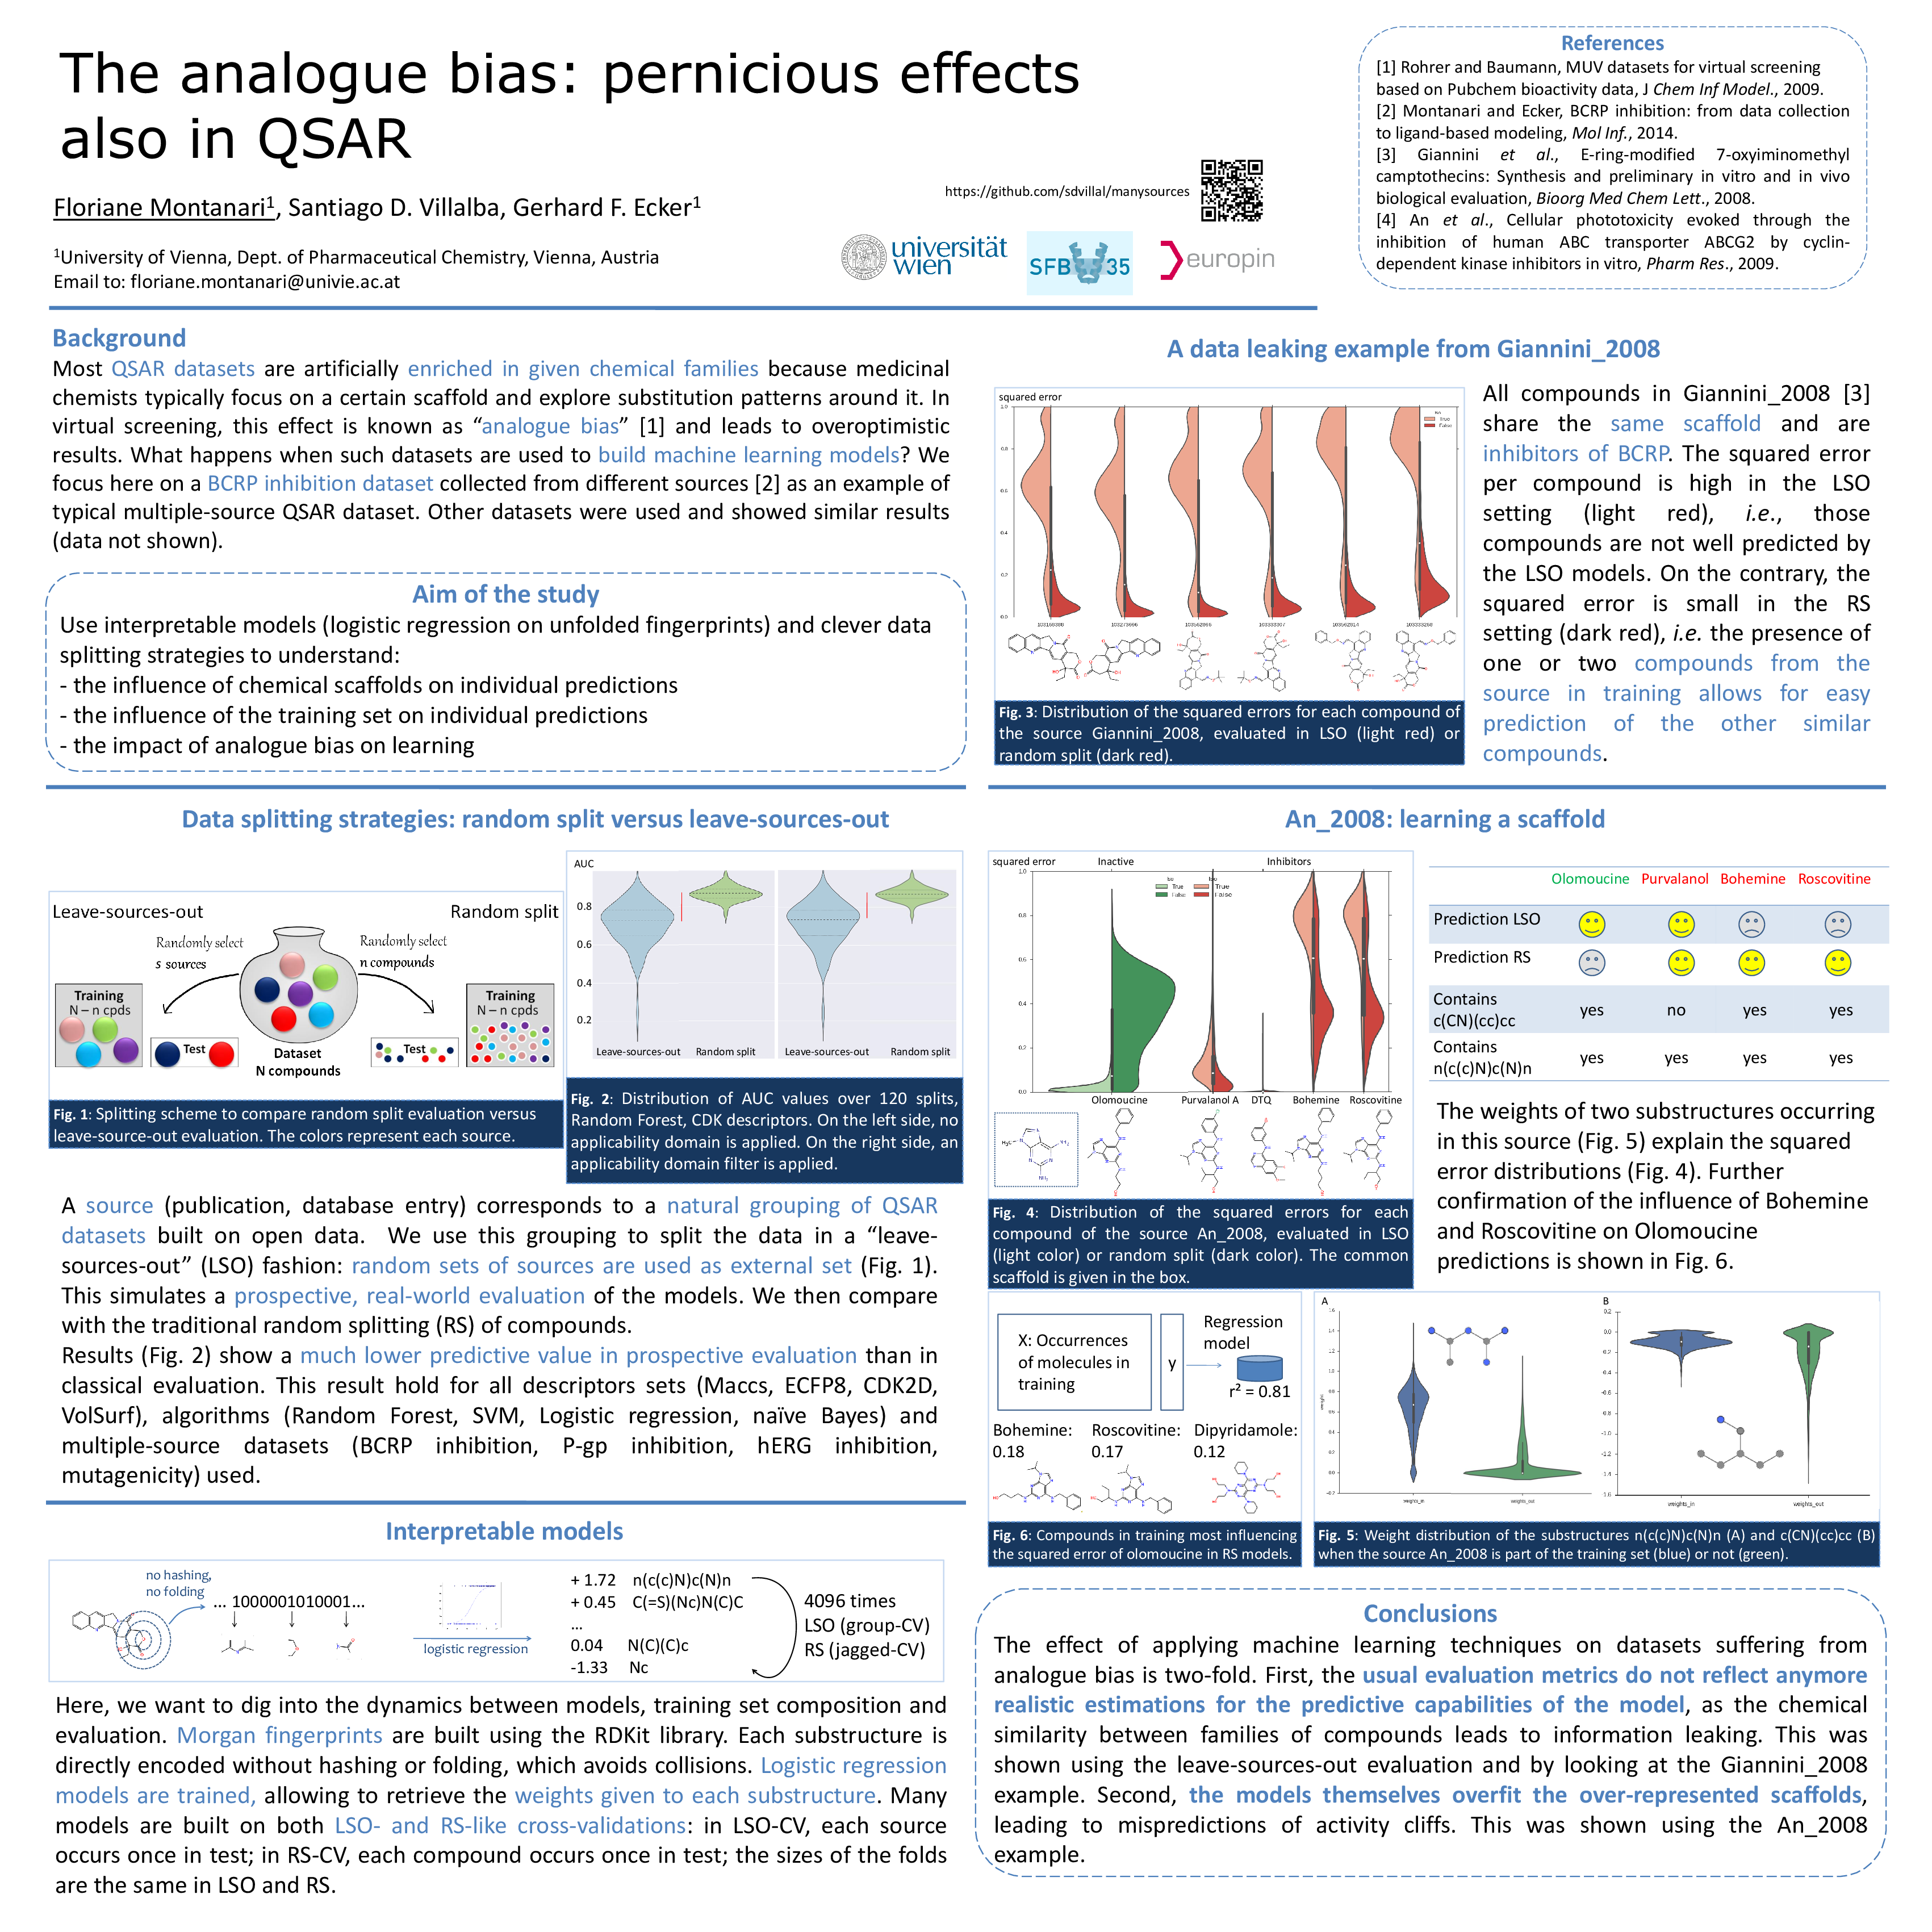 The analogue bias: pernicious effects
also in QSAR
Floriane Montanari¹, Santiago D. Villalba, Gerhard F. Ecker¹
¹University of Vienna, Dept. of Pharmaceutical Chemistry, Vienna, Austria
Email to: floriane.montanari@univie.ac.at
https://github.com/sdvillal/manysources
universität
wien
SFB 35
europin
References
[1] Rohrer and Baumann, MUV datasets for virtual screening
based on Pubchem bioactivity data, J Chem Inf Model., 2009.
[2] Montanari and Ecker, BCRP inhibition: from data collection
to ligand-based modeling, Mol Inf., 2014.
[3] Giannini et al., E-ring-modified 7-oxyiminomethyl
camptothecins: Synthesis and preliminary in vitro and in vivo
biological evaluation, Bioorg Med Chem Lett., 2008.
[4] An et al., Cellular phototoxicity evoked through the
inhibition of human ABC transporter ABCG2 by cyclin-
dependent kinase inhibitors in vitro, Pharm Res., 2009.
Background
Most QSAR datasets are artificially enriched in given chemical families because medicinal
chemists typically focus on a certain scaffold and explore substitution patterns around it. In
virtual screening, this effect is known as “analogue bias” [1] and leads to overoptimistic
results. What happens when such datasets are used to build machine learning models? We
focus here on a BCRP inhibition dataset collected from different sources [2] as an example of
typical multiple-source QSAR dataset. Other datasets were used and showed similar results
(data not shown).
Aim of the study
Use interpretable models (logistic regression on unfolded fingerprints) and clever data
splitting strategies to understand:
- the influence of chemical scaffolds on individual predictions
- the influence of the training set on individual predictions
- the impact of analogue bias on learning
Data splitting strategies: random split versus leave-sources-out
Leave-sources-out
Random split
Randomly select
s sources
Randomly select
n compounds
Training
N – n cpds
Test
Dataset
N compounds
Test
Training
N – n cpds
Fig. 1: Splitting scheme to compare random split evaluation versus
leave-source-out evaluation. The colors represent each source.
AUC
0.8
0.6
0.4
0.2
Leave-sources-out Random split Leave-sources-out Random split
Fig. 2: Distribution of AUC values over 120 splits,
Random Forest, CDK descriptors. On the left side, no
applicability domain is applied. On the right side, an
applicability domain filter is applied.
A source (publication, database entry) corresponds to a natural grouping of QSAR
datasets built on open data. We use this grouping to split the data in a “leave-
sources-out” (LSO) fashion: random sets of sources are used as external set (Fig. 1).
This simulates a prospective, real-world evaluation of the models. We then compare
with the traditional random splitting (RS) of compounds.
Results (Fig. 2) show a much lower predictive value in prospective evaluation than in
classical evaluation. This result hold for all descriptors sets (Maccs, ECFP8, CDK2D,
VolSurf), algorithms (Random Forest, SVM, Logistic regression, naïve Bayes) and
multiple-source datasets (BCRP inhibition, P-gp inhibition, hERG inhibition,
mutagenicity) used.
Interpretable models
no hashing,
no folding
... 1000001010001...
logistic regression
+ 1.72 n(c(c)N)c(N)n
+ 0.45 C(=S)(Nc)N(C)C
...
0.04 N(C)(C)c
-1.33 Nc
4096 times
LSO (group-CV)
RS (jagged-CV)
Here, we want to dig into the dynamics between models, training set composition and
evaluation. Morgan fingerprints are built using the RDKit library. Each substructure is
directly encoded without hashing or folding, which avoids collisions. Logistic regression
models are trained, allowing to retrieve the weights given to each substructure. Many
models are built on both LSO- and RS-like cross-validations: in LSO-CV, each source
occurs once in test; in RS-CV, each compound occurs once in test; the sizes of the folds
are the same in LSO and RS.
A data leaking example from Giannini_2008
squared error
1.0
0.8
0.6
0.4
0.2
0.0
True
False
Fig. 3: Distribution of the squared errors for each compound of
the source Giannini_2008, evaluated in LSO (light red) or
random split (dark red).
All compounds in Giannini_2008 [3]
share the same scaffold and are
inhibitors of BCRP. The squared error
per compound is high in the LSO
setting (light red), i.e., those
compounds are not well predicted by
the LSO models. On the contrary, the
squared error is small in the RS
setting (dark red), i.e. the presence of
one or two compounds from the
source in training allows for easy
prediction of the other similar
compounds.
An_2008: learning a scaffold
squared error
Inactive
Inhibitors
lso
True
False
lso
True
False
1.0
0.8
0.6
0.4
0.2
0.0
Olomoucine Purvalanol A DTQ Bohemine Roscovitine
Fig. 4: Distribution of the squared errors for each
compound of the source An_2008, evaluated in LSO
(light color) or random split (dark color). The common
scaffold is given in the box.
Olomoucine Purvalanol Bohemine Roscovitine
Prediction LSO
Prediction RS
Contains
c(CN)(cc)cc
yes no yes yes
Contains
n(c(c)N)c(N)n
yes yes yes yes
The weights of two substructures occurring
in this source (Fig. 5) explain the squared
error distributions (Fig. 4). Further
confirmation of the influence of Bohemine
and Roscovitine on Olomoucine
predictions is shown in Fig. 6.
X: Occurrences
of molecules in
training
y
Regression
model
r² = 0.81
Bohemine:
0.18
Roscovitine:
0.17
Dipyridamole:
0.12
Fig. 6: Compounds in training most influencing
the squared error of olomoucine in RS models.
A
weights_in
weights_out
B
weights_in
weights_out
Fig. 5: Weight distribution of the substructures n(c(c)N)c(N)n (A) and c(CN)(cc)cc (B)
when the source An_2008 is part of the training set (blue) or not (green).
Conclusions
The effect of applying machine learning techniques on datasets suffering from
analogue bias is two-fold. First, the usual evaluation metrics do not reflect anymore
realistic estimations for the predictive capabilities of the model, as the chemical
similarity between families of compounds leads to information leaking. This was
shown using the leave-sources-out evaluation and by looking at the Giannini_2008
example. Second, the models themselves overfit the over-represented scaffolds,
leading to mispredictions of activity cliffs. This was shown using the An_2008
example.